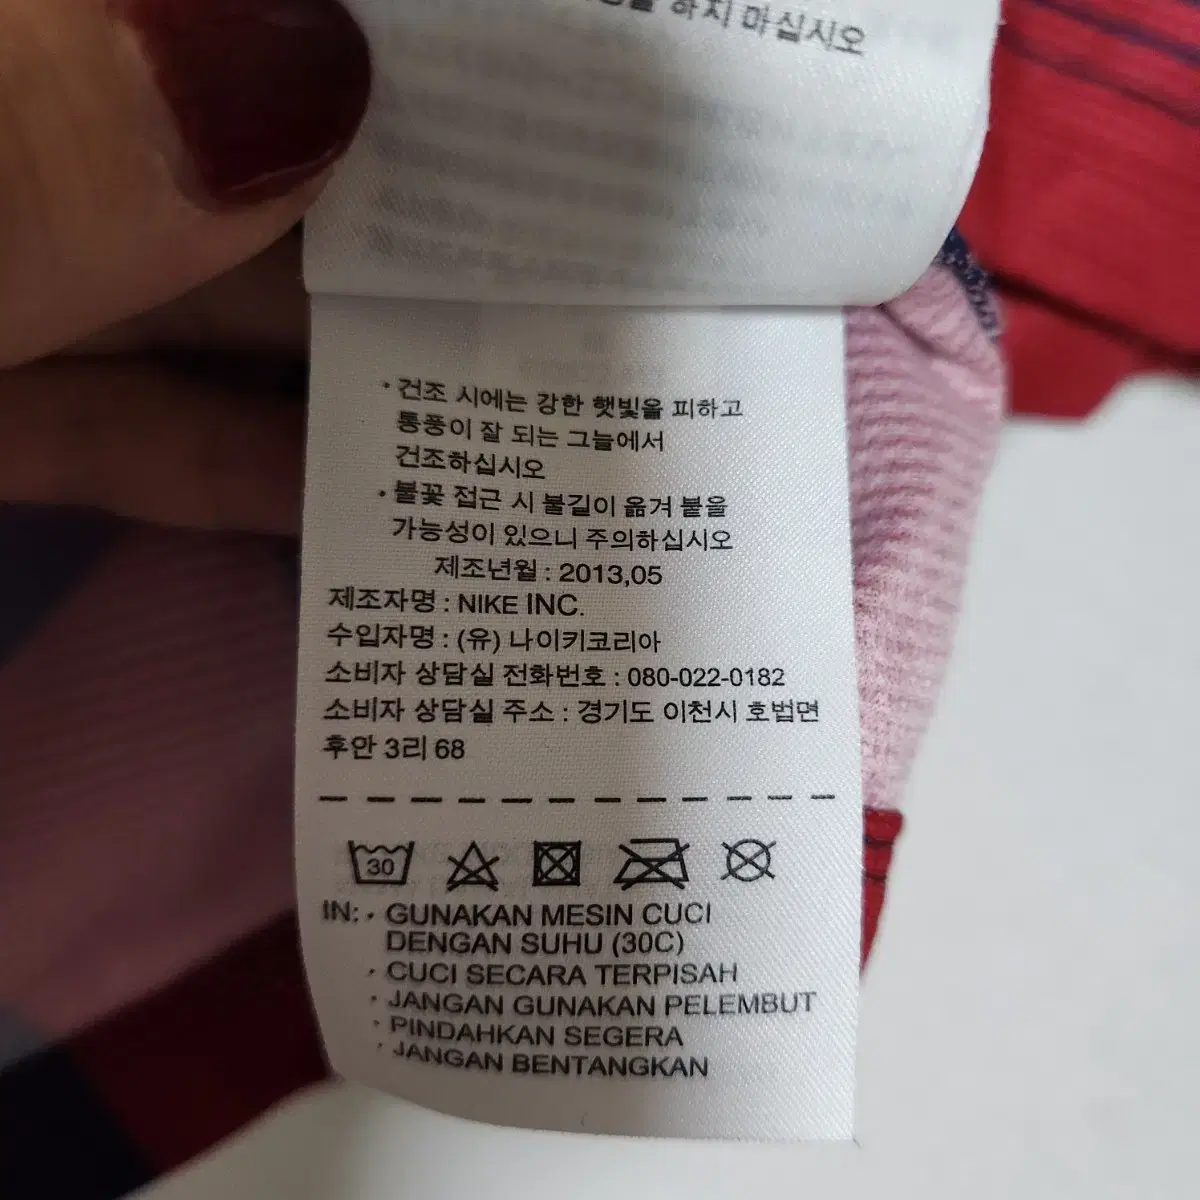 하지 마십시오
• 건조 시에는 강한 햇빛을 피하고
통풍이 잘 되는 그늘에서
건조하십시오
• 불꽃 접근 시 불길이 옮겨 붙을
가능성이 있으니 주의하십시오
제조년월 : 2013,05
제조자명 : NIKE INC.
수입자명 : (유) 나이키코리아
소비자 상담실 전화번호 : 080-022-0182
소비자 상담실 주소 : 경기도 이천시 호법면
후안 3리 68
30
IN: • GUNAKAN MESIN CUCI
DENGAN SUHU (30C)
• CUCI SECARA TERPISAH
• JANGAN GUNAKAN PELEMBUT
• PINDAHKAN SEGERA
• JANGAN BENTANGKAN